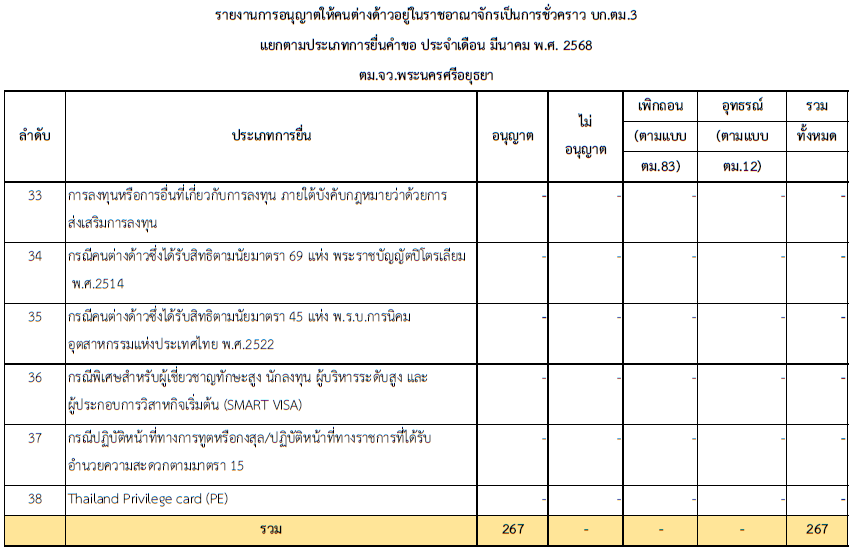 รายงานการอนุญาตให้คนต่างด้าวอยู่ในราชอาณาจักรเป็นการชั่วคราว บก.ตม.3
แยกตามประเภทการยื่นคำขอ ประจำเดือน มีนาคม พ.ศ. 2568
ตม.จว.พระนครศรีอยุธยา
ลำดับ ประเภทการยื่น อนุญาต ไม่อนุญาต เพิกถอน (ตามแบบ ตม.83) อุทธรณ์ (ตามแบบ ตม.12) รวม ทั้งหมด
33 การลงทุนหรือการอื่นที่เกี่ยวกับการลงทุน ภายใต้บังคับกฎหมายว่าด้วยการ - - - - -
ส่งเสริมการลงทุน
34 กรณีคนต่างด้าวซึ่งได้รับสิทธิตามนัยมาตรา 69 แห่ง พระราชบัญญัตปิโตรเลียม - - - - -
พ.ศ.2514
35 กรณีคนต่างด้าวซึ่งได้รับสิทธิตามนัยมาตรา 45 แห่ง พ.ร.บ.การนิคม - - - - -
อุตสาหกรรมแห่งประเทศไทย พ.ศ.2522
36 กรณีพิเศษสำหรับผู้เชี่ยวชาญทักษะสูง นักลงทุน ผู้บริหารระดับสูง และ - - - - -
ผู้ประกอบการวิสาหกิจเริ่มต้น (SMART VISA)
37 กรณีปฏิบัติหน้าที่ทางการทูตหรือกงสุล/ปฏิบัติหน้าที่ทางราชการที่ได้รับ - - - - -
อำนวยความสะดวกตามมาตรา 15
38 Thailand Privilege card (PE) - - - - -
รวม 267 - - - 267